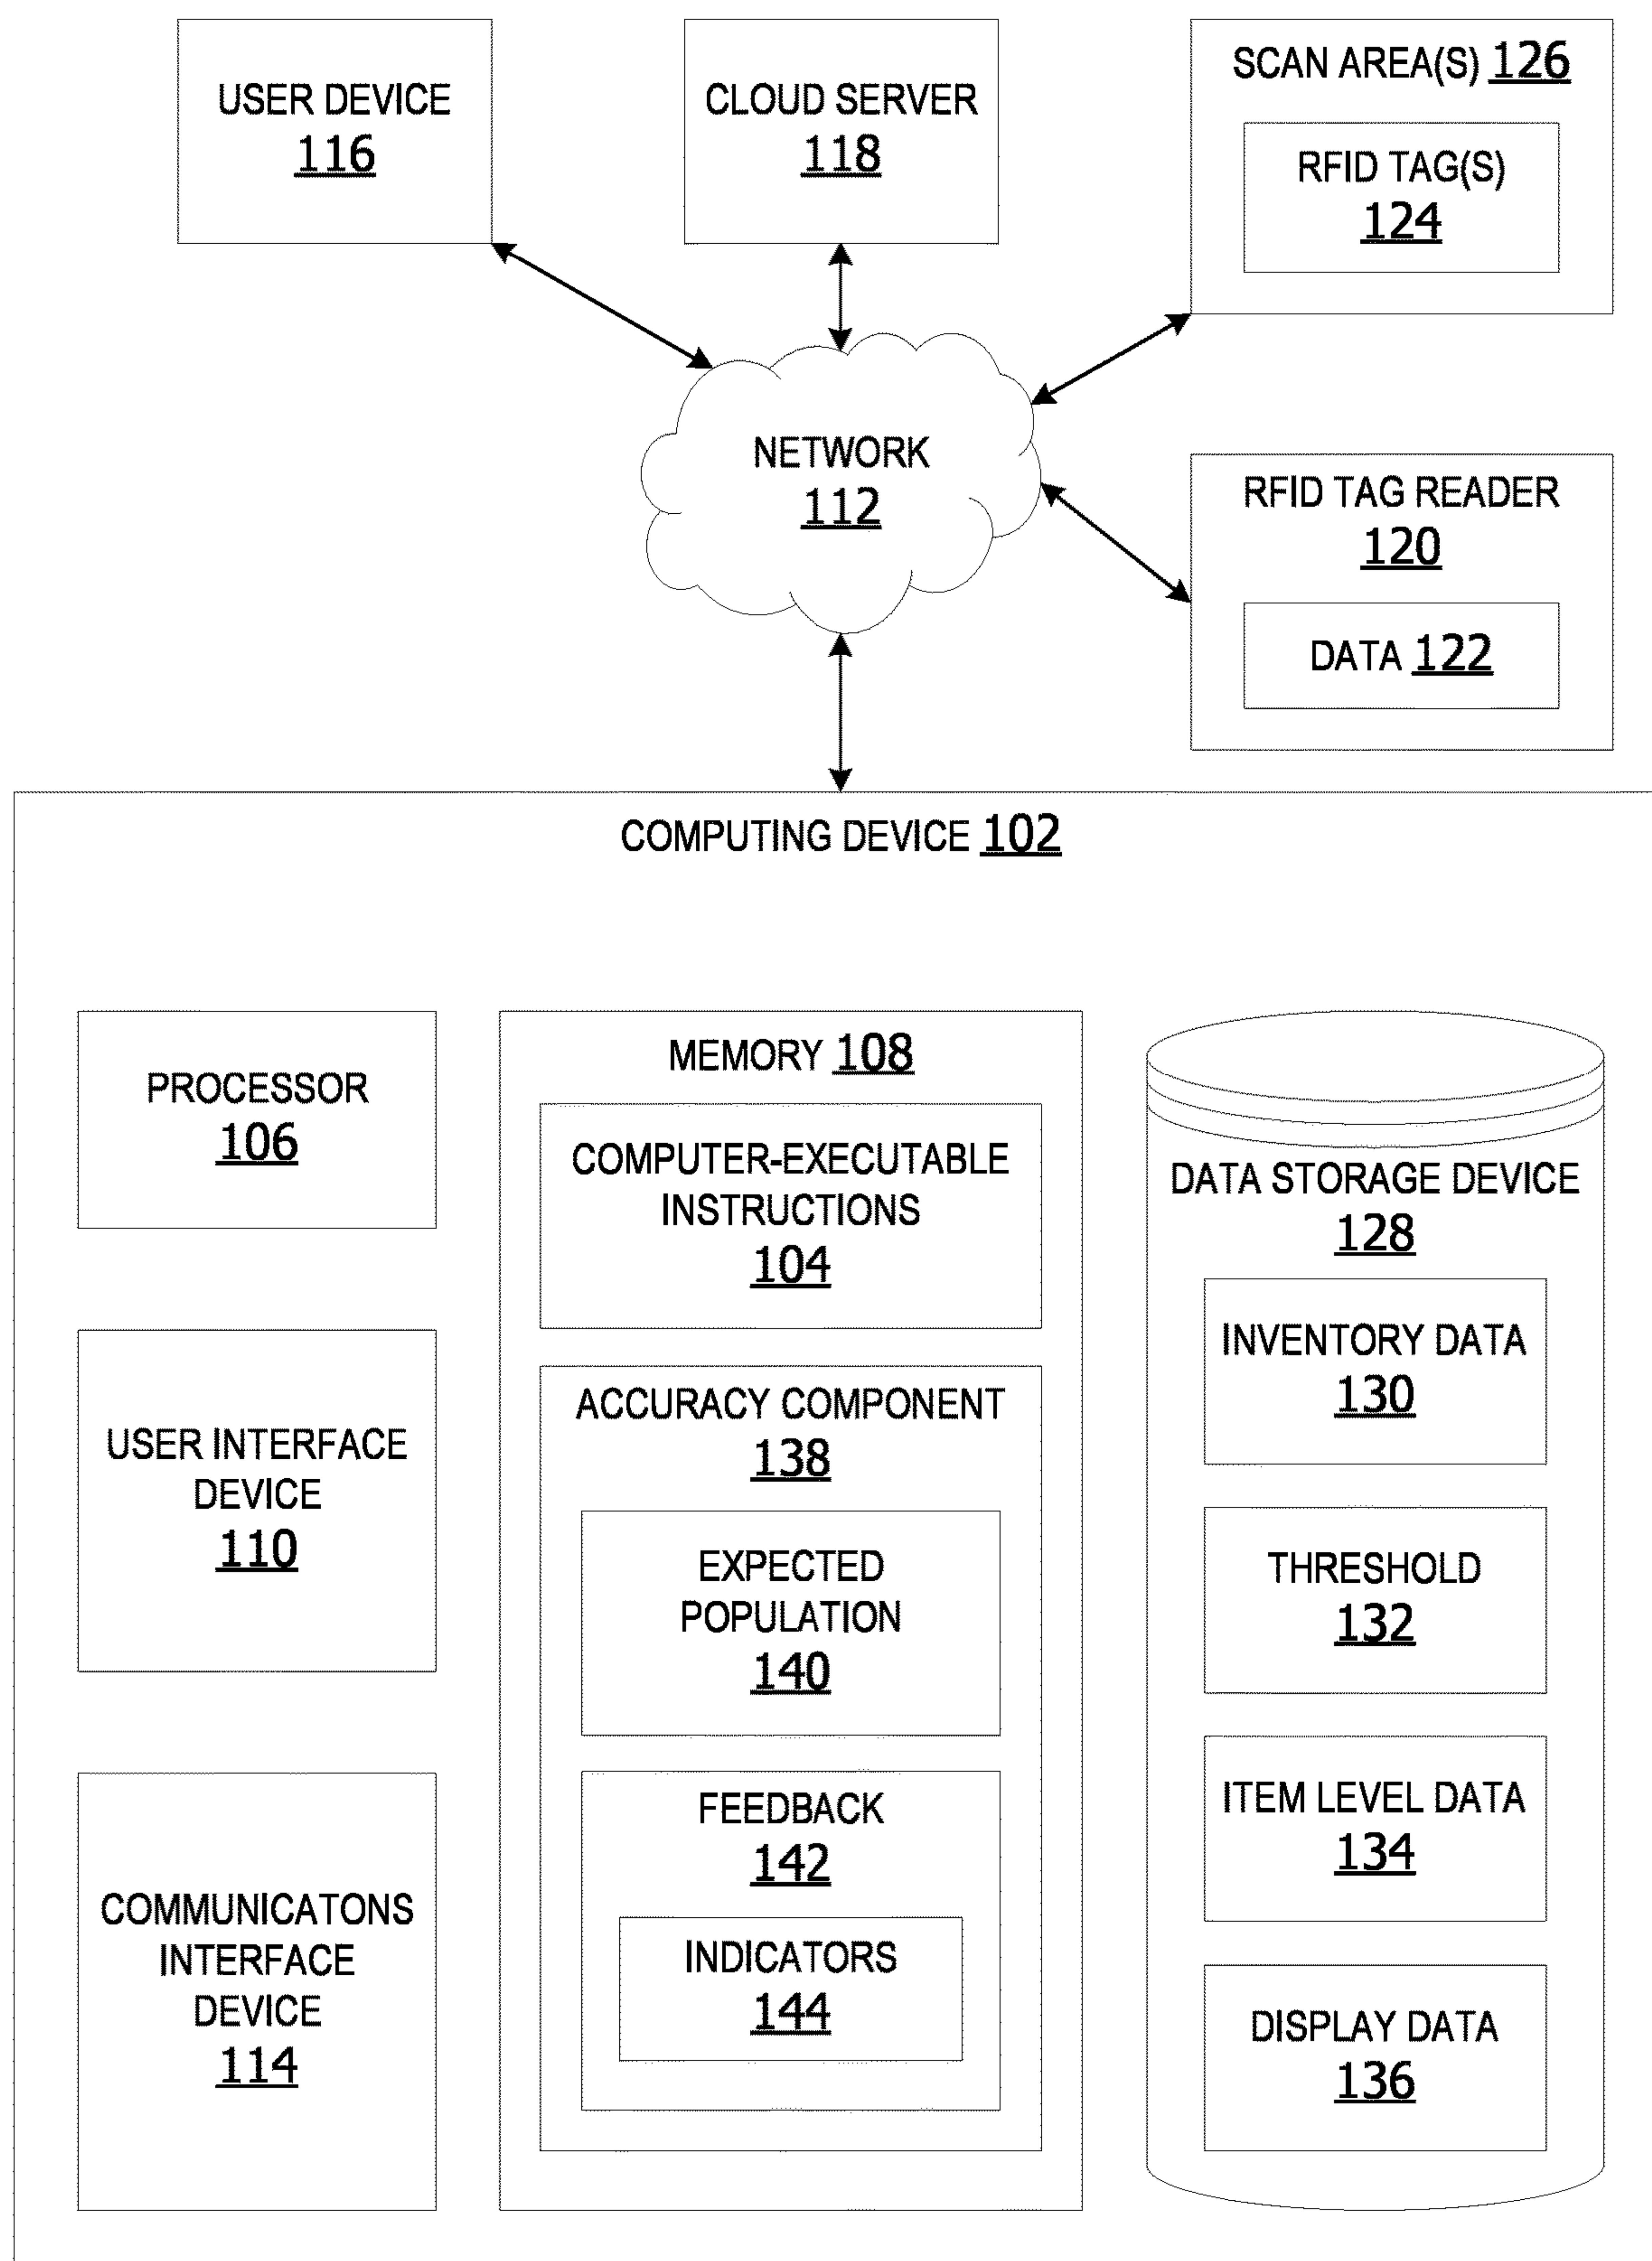 USER DEVICE
116
CLOUD SERVER
118
SCAN AREA(S) 126
RFID TAG(S)
124
NETWORK
112
RFID TAG READER
120
DATA 122
COMPUTING DEVICE 102
PROCESSOR
106
USER INTERFACE
DEVICE
110
COMMUNICATONS
INTERFACE
DEVICE
114
MEMORY 108
COMPUTER-EXECUTABLE
INSTRUCTIONS
104
ACCURACY COMPONENT
138
EXPECTED
POPULATION
140
FEEDBACK
142
INDICATORS
144
DATA STORAGE DEVICE
128
INVENTORY DATA
130
THRESHOLD
132
ITEM LEVEL DATA
134
DISPLAY DATA
136